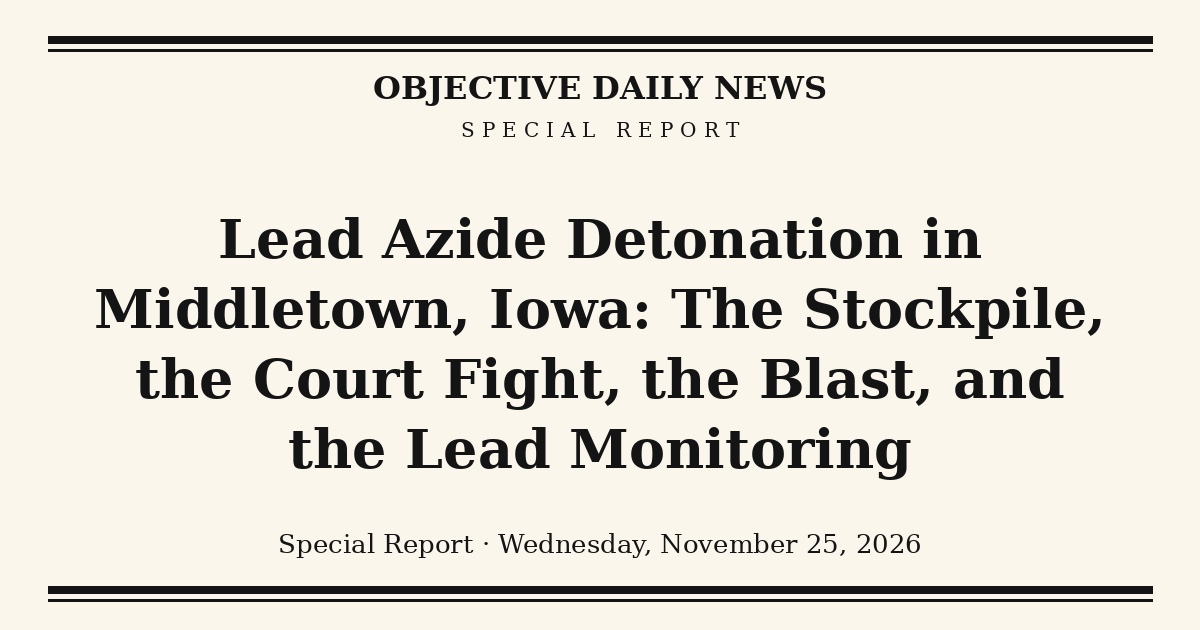 OBJECTIVE DAILY NEWS
SPECIAL REPORT
Lead Azide Detonation in
Middletown, Iowa: The Stockpile,
the Court Fight, the Blast, and
the Lead Monitoring
Special Report · Wednesday, November 25, 2026